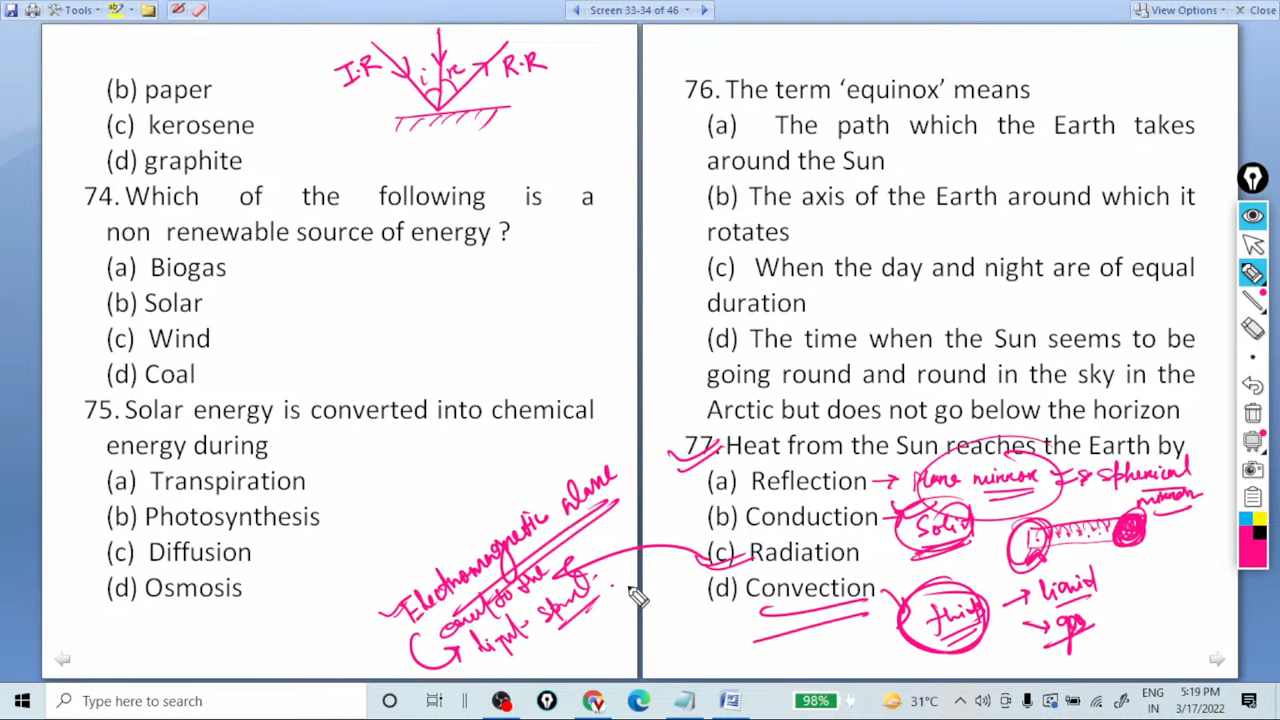 Tools
Screen 33-34 of 46
View Options
Close
I.R
i
r
R.R
(b) paper
(c) kerosene
(d) graphite
74. Which of the following is a
non renewable source of energy ?
(a) Biogas
(b) Solar
(c) Wind
(d) Coal
75. Solar energy is converted into chemical
energy during
(a) Transpiration
(b) Photosynthesis
(c) Diffusion
(d) Osmosis
Electromagnetic
to the
light
76. The term ‘equinox’ means
(a) The path which the Earth takes
around the Sun
(b) The axis of the Earth around which it
rotates
(c) When the day and night are of equal
duration
(d) The time when the Sun seems to be
going round and round in the sky in the
Arctic but does not go below the horizon
77. Heat from the Sun reaches the Earth by
(a) Reflection plane mirror spherical
mirror
(b) Conduction Solid
(c) Radiation
(d) Convection liquid
gas
Type here to search
98%
31°C
ENG
IN
5:19 PM
3/17/2022